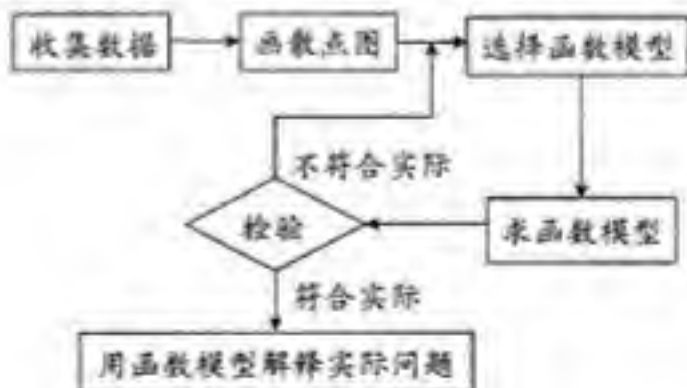 收集数据
画散点图
选择函数模型
不符合实际
检验
求函数模型
符合实际
用函数模型解释实际问题